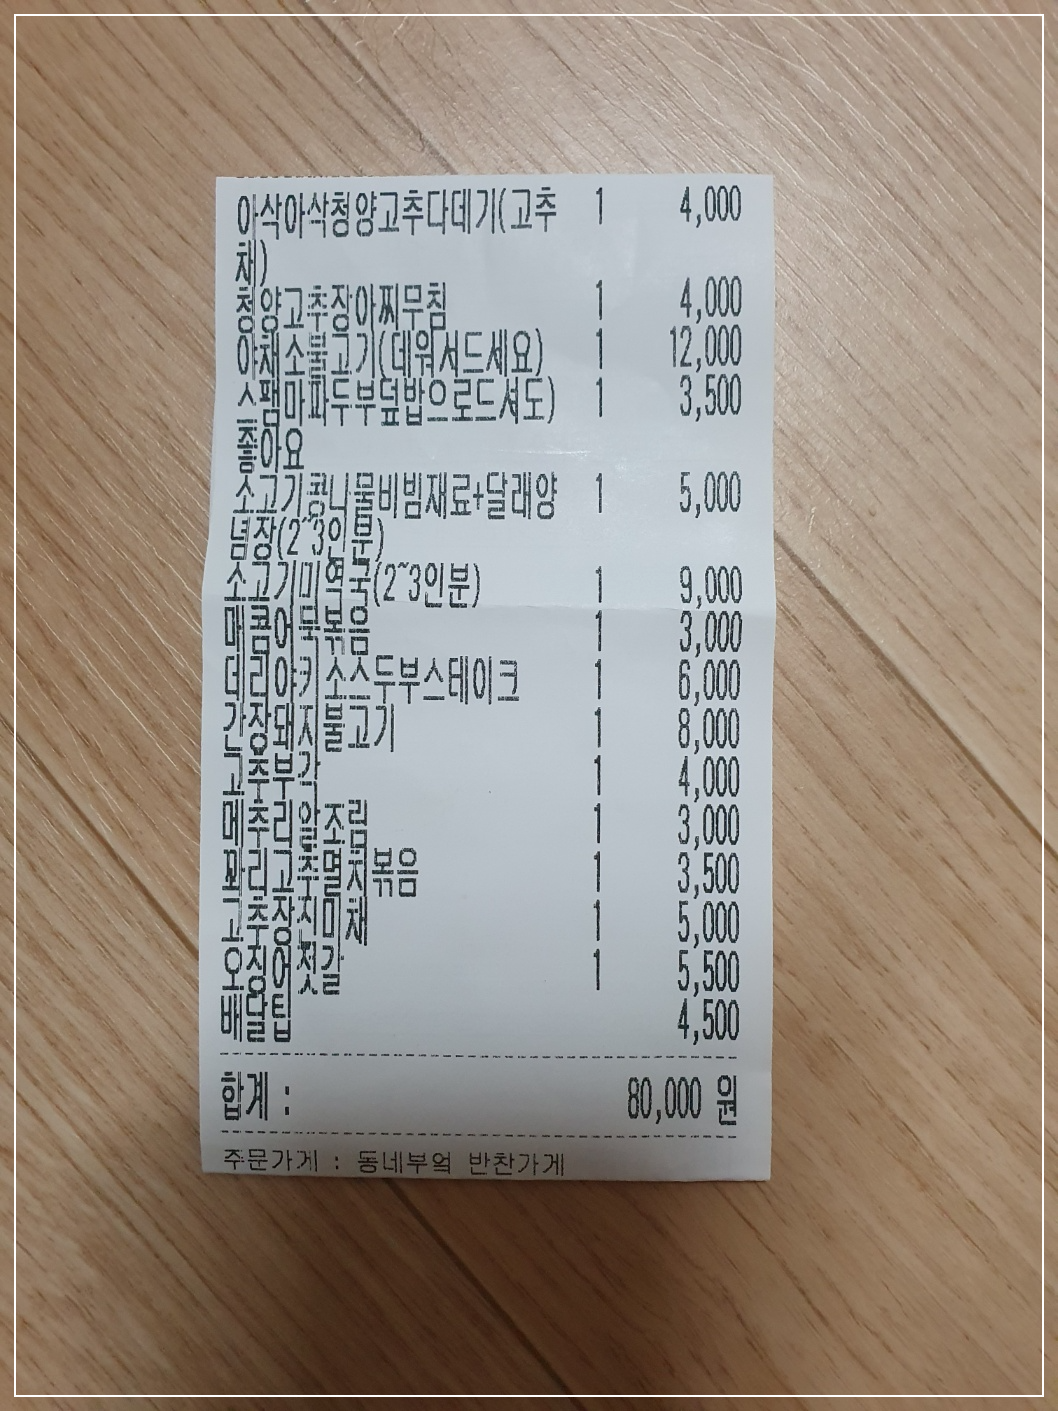 아삭아삭청양고추다데기(고추 1 4,000
채)
청양고추장아찌무침 1 4,000
야채소불고기(데워서드세요) 1 12,000
스팸마파두부덮밥으로드셔도) 1 3,500
좋아요
소고기콩나물비빔재료+달래양 1 5,000
념장(2~3인분)
소고기미역국(2~3인분) 1 9,000
매콤어묵볶음 1 3,000
데리야키소스두부스테이크 1 6,000
간장돼지불고기 1 8,000
고추부각 1 4,000
메추리알조림 1 3,000
꽈리고추멸치볶음 1 3,500
고추장진미채 1 5,000
오징어젓갈 1 5,500
배달팁 4,500
합계 : 80,000 원
주문가게 : 동네부엌 반찬가게